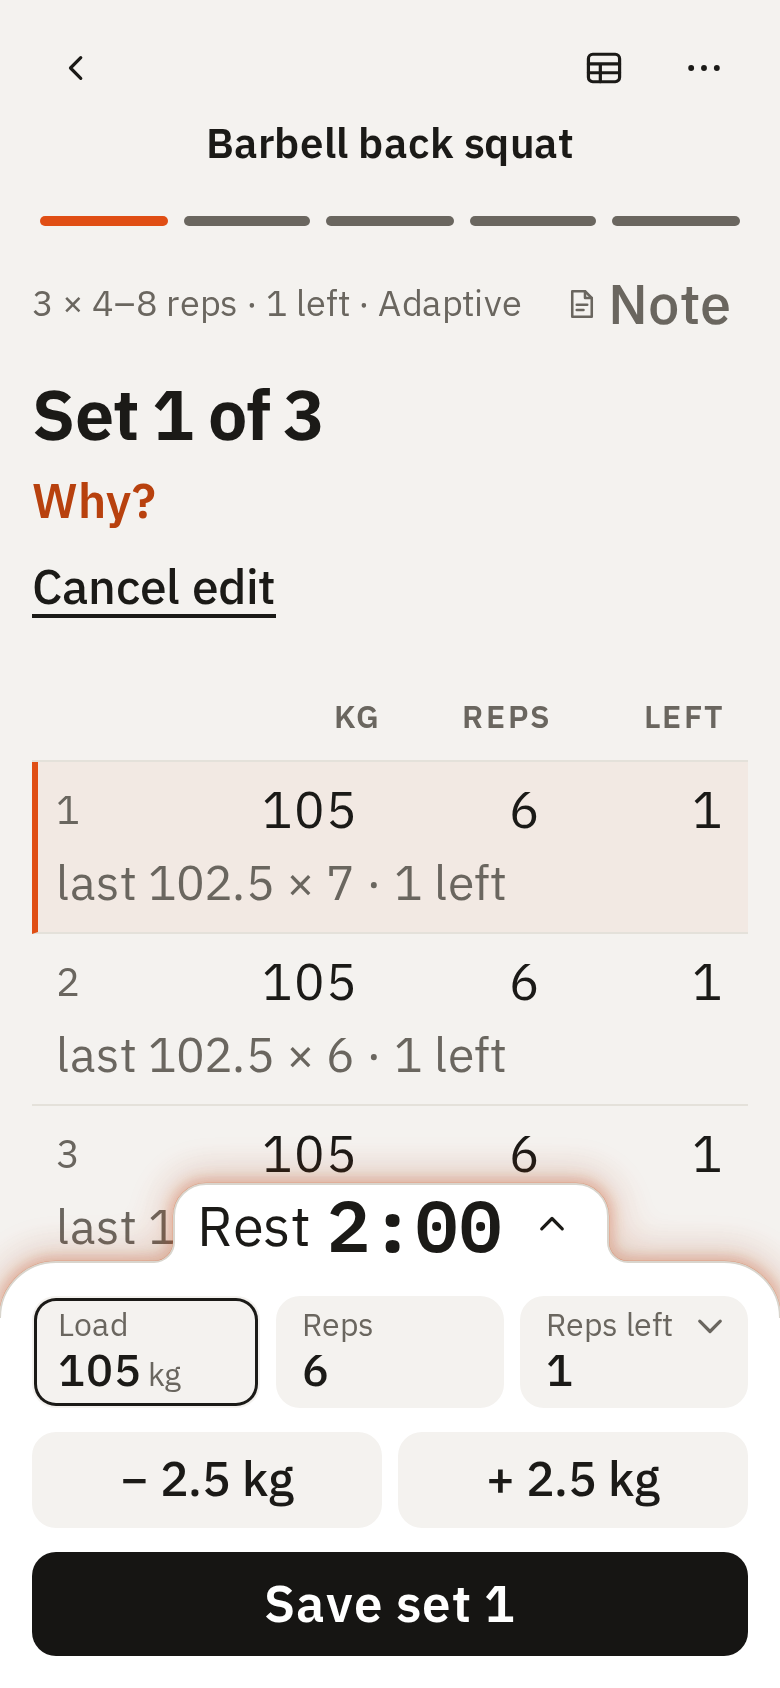 Barbell back squat
3 × 4–8 reps · 1 left · Adaptive
Note
Set 1 of 3
Why?
Cancel edit
KG REPS LEFT
1 105 6 1
last 102.5 × 7 · 1 left
2 105 6 1
last 102.5 × 6 · 1 left
3 105 6 1
last 1
Rest 2:00
Load Reps Reps left
105 kg 6 1
− 2.5 kg + 2.5 kg
Save set 1